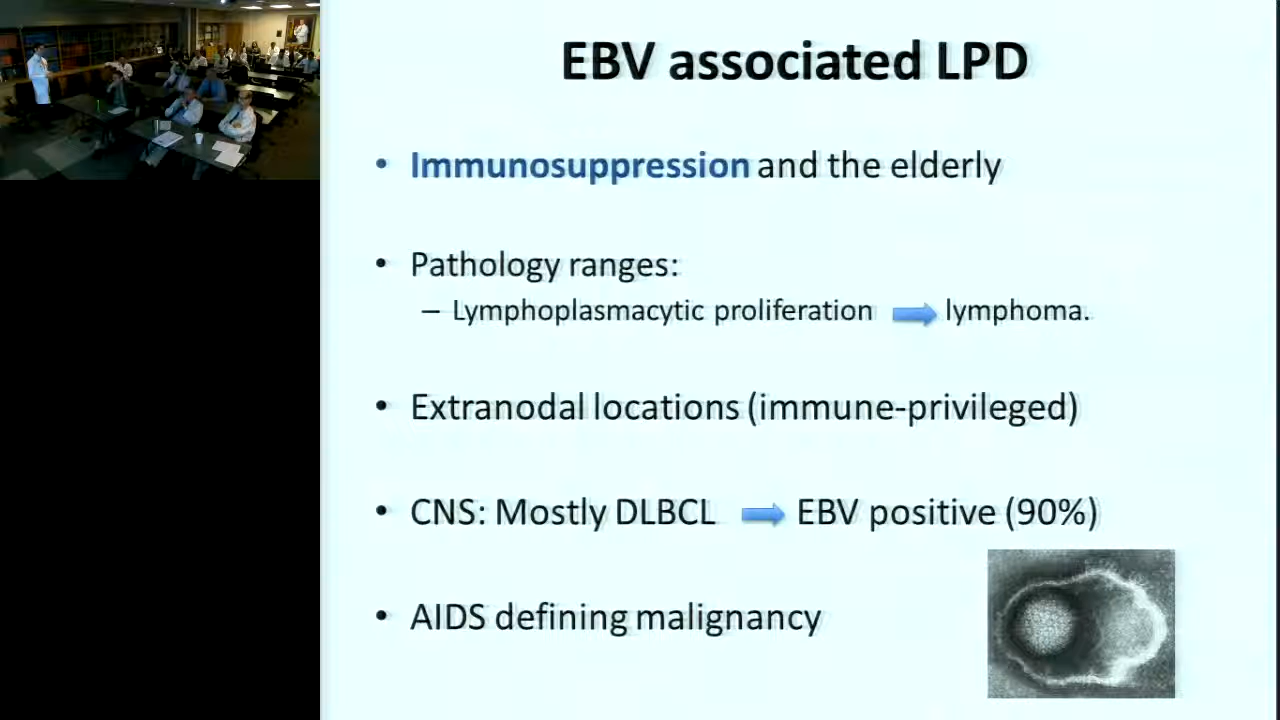 EBV associated LPD
• Immunosuppression and the elderly
• Pathology ranges:
– Lymphoplasmacytic proliferation lymphoma.
• Extranodal locations (immune-privileged)
• CNS: Mostly DLBCL EBV positive (90%)
• AIDS defining malignancy